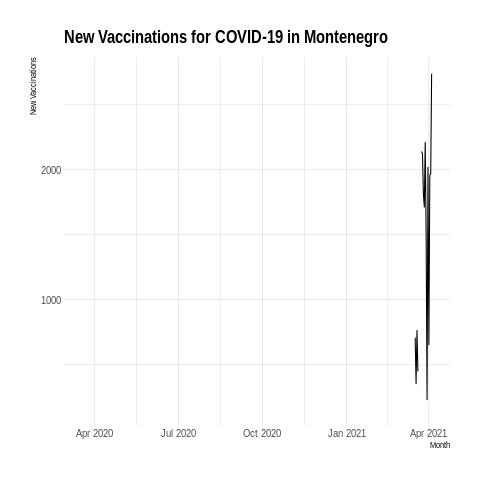 New Vaccinations for COVID-19 in Montenegro
New Vaccinations
2000
1000
Apr 2020 Jul 2020 Oct 2020 Jan 2021 Apr 2021
Month